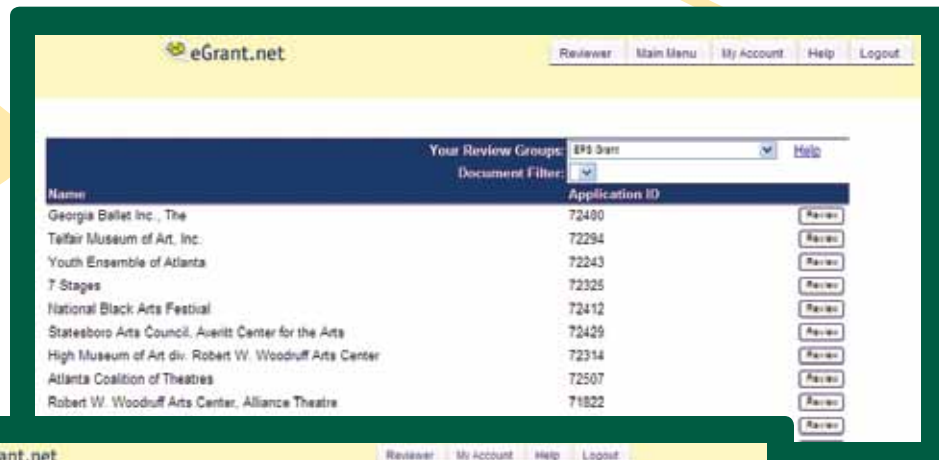 eGrant.net
Reviewer Main Menu My Account Help Logout
Your Review Groups: Help
Document Filter:
Name Application ID
Georgia Ballet Inc., The 72480 Review
Telfair Museum of Art, Inc. 72294 Review
Youth Ensemble of Atlanta 72243 Review
7 Stages 72325 Review
National Black Arts Festival 72412 Review
Statesboro Arts Council, Averitt Center for the Arts 72429 Review
High Museum of Art div. Robert W. Woodruff Arts Center 72314 Review
Atlanta Coalition of Theatres 72507 Review
Robert W. Woodruff Arts Center, Alliance Theatre 71822 Review
Review
ant.net
Reviewer My Account Help Logout